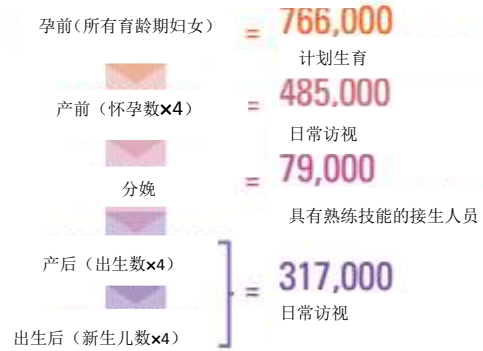 孕前(所有育龄期妇女) = 766,000
计划生育
产前（怀孕数×4） = 485,000
日常访视
分娩 = 79,000
具有熟练技能的接生人员
产后（出生数×4）
= 317,000
日常访视
出生后（新生儿数×4）